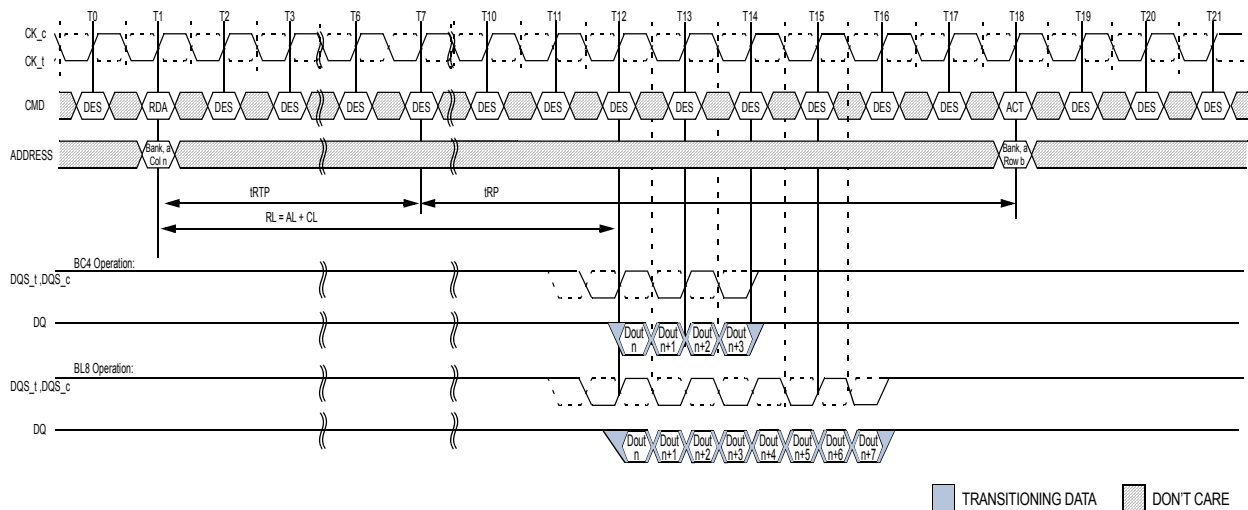 T0 T1 T2 T3 T6 T7 T10 T11 T12 T13 T14 T15 T16 T17 T18 T19 T20 T21
CK_c
CK_t
CMD DES RDA DES DES DES DES DES DES DES DES DES DES DES DES ACT DES DES DES
ADDRESS Bank, a Bank, a
Col n Row b
tRTP tRP
RL = AL + CL
BC4 Operation:
DQS_t ,DQS_c
DQ Dout Dout Dout Dout
n n+1 n+2 n+3
BL8 Operation:
DQS_t ,DQS_c
DQ Dout Dout Dout Dout Dout Dout Dout Dout
n n+1 n+2 n+3 n+4 n+5 n+6 n+7
TRANSITIONING DATA DON'T CARE